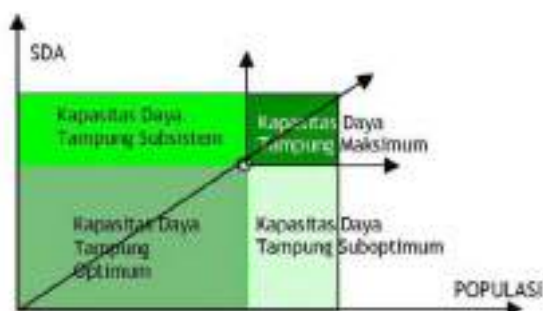 SDA
Kapasitas Daya
Tampung Subsistem
Kapasitas Daya
Tampung Maksimum
Kapasitas Daya
Tampung
Optimum
Kapasitas Daya
Tampung Suboptimum
POPULASI